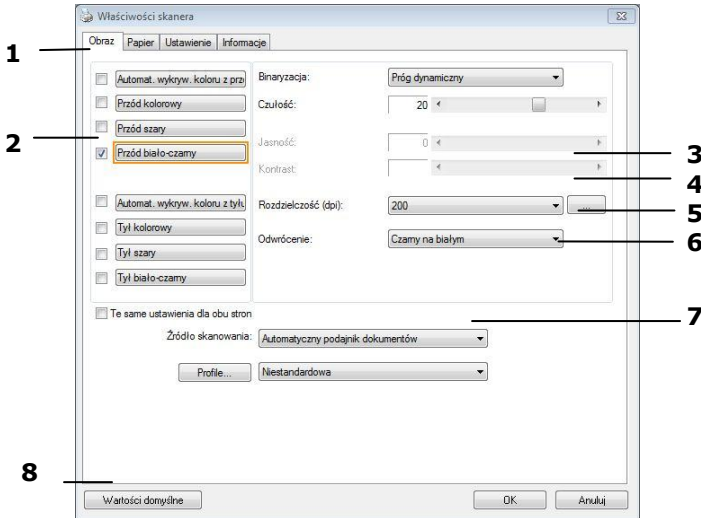 Właściwości skanera
Obraz Papier Ustawienie Informacje
1
Automat. wykryw. koloru z prz
Przód kolorowy
Przód szary
Przód biało-czarny
2
Automat. wykryw. koloru z tyłu
Tył kolorowy
Tył szary
Tył biało-czarny
Binaryzacja: Próg dynamiczny
Czułość: 20
Jasność: 0
3
Kontrast:
4
Rozdzielczość (dpi): 200 ...
5
Odwrócenie: Czarny na białym
6
Te same ustawienia dla obu stron
7
Źródło skanowania: Automatyczny podajnik dokumentów
Profile... Niestandardowa
8
Wartości domyślne OK Anuluj